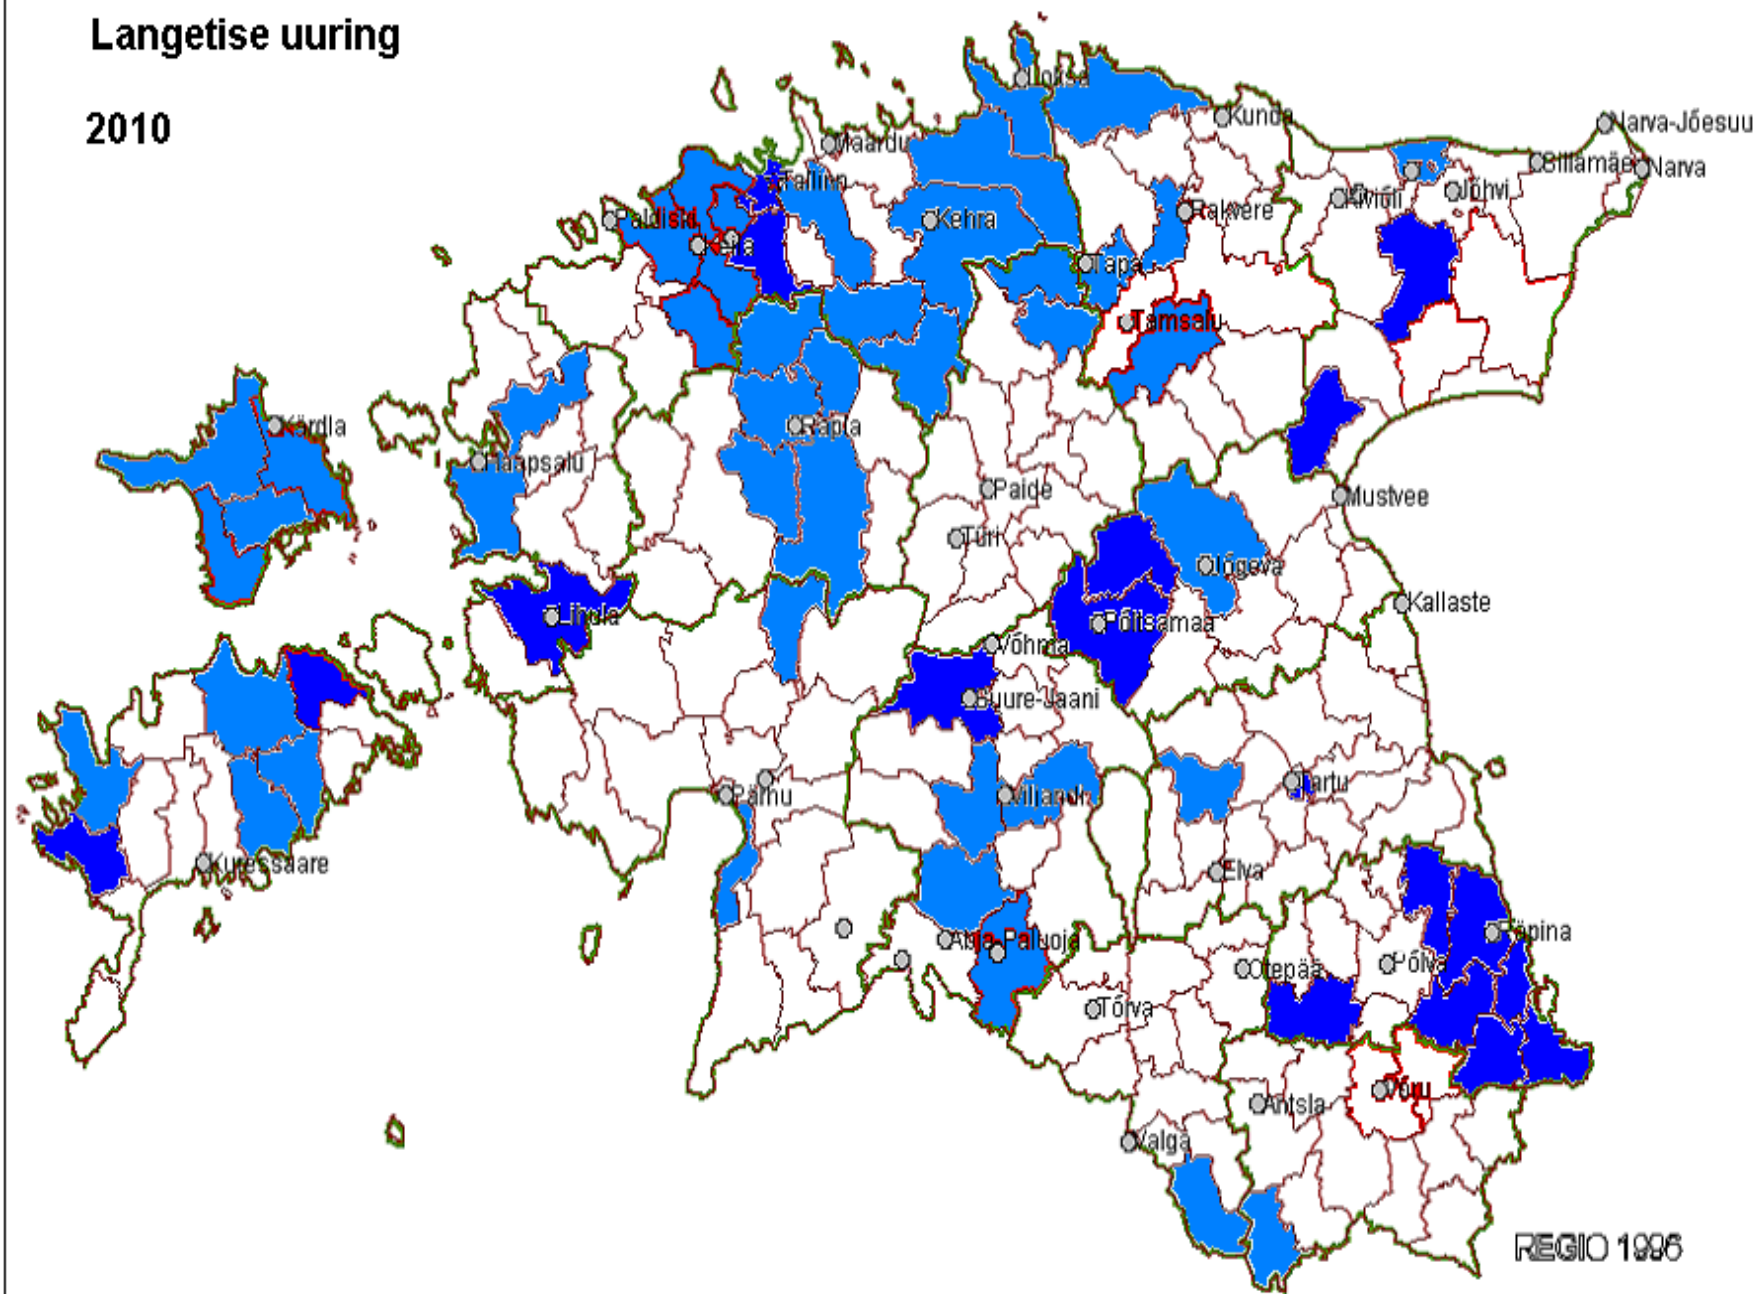 Langetise uuring
2010
Loksa
Kunda
Narva-Jõesuu
Maardu
Sillamäe
Narva
Tallinn
Jõhvi
Kiviõli
Paldiski
Kehra
Rakvere
Keila
Tapa
Tamsalu
Kärdla
Rapla
Haapsalu
Paide
Mustvee
Türi
Jõgeva
Lihula
Kallaste
Põltsamaa
Võhma
Suure-Jaani
Pärnu
Viljandi
Tartu
Kuressaare
Elva
Räpina
Abja-Paluoja
Põlva
Otepää
Tõrva
Võru
Antsla
Valga
REGIO 1996